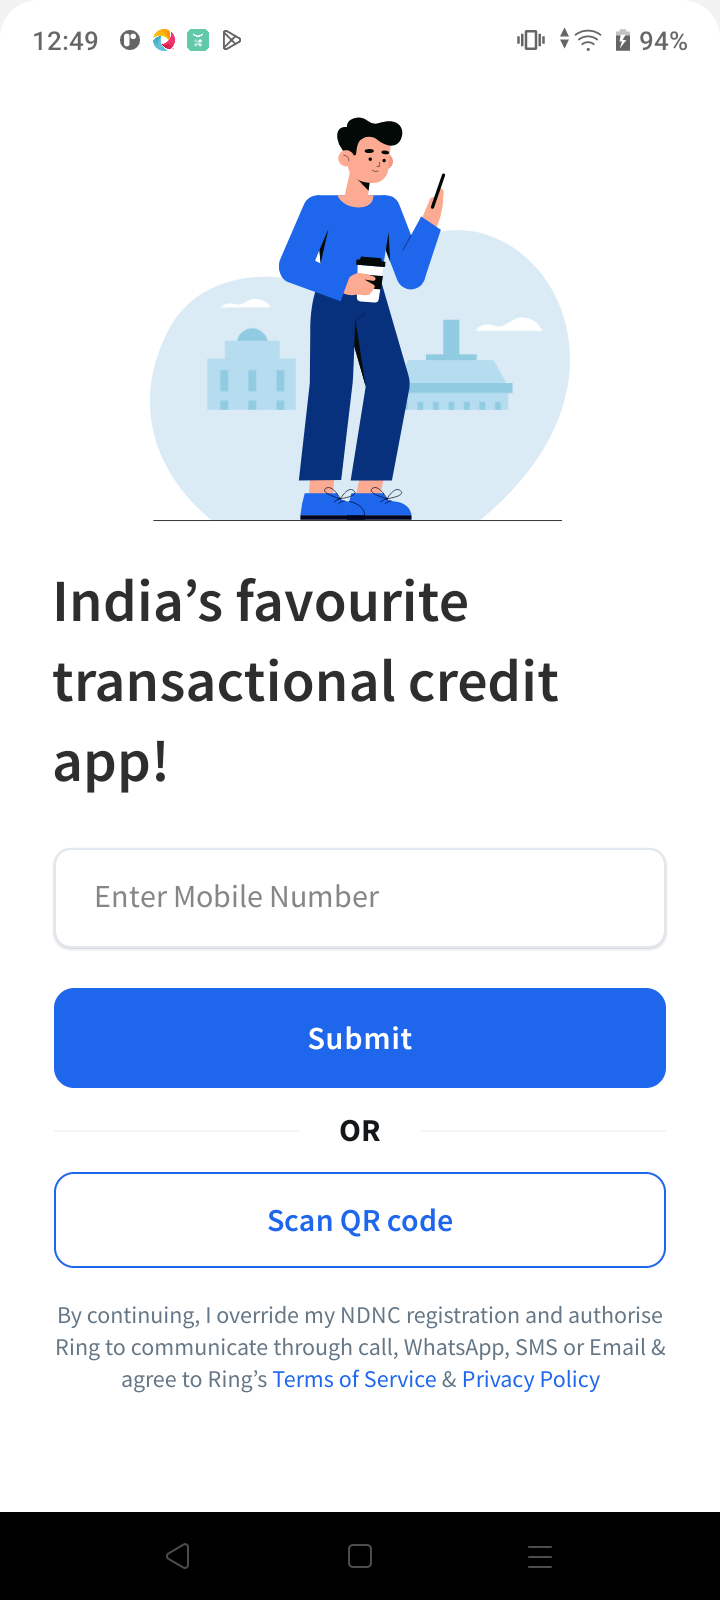 12:49
94%
India’s favourite
transactional credit
app!
Enter Mobile Number
Submit
OR
Scan QR code
By continuing, I override my NDNC registration and authorise
Ring to communicate through call, WhatsApp, SMS or Email &
agree to Ring’s Terms of Service & Privacy Policy